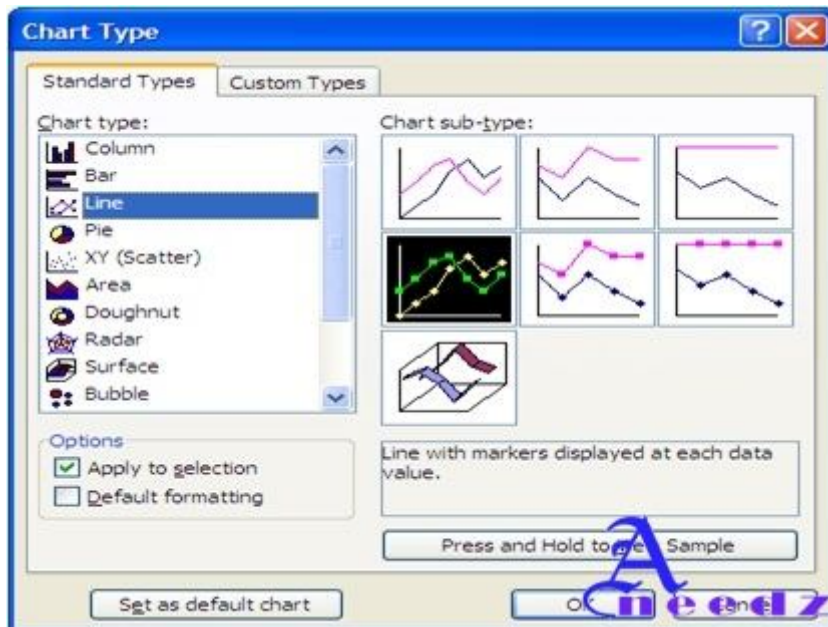 Chart Type
Standard Types
Custom Types
Chart type:
Column
Bar
Line
Pie
XY (Scatter)
Area
Doughnut
Radar
Surface
Bubble
Chart sub-type:
Options
Apply to selection
Default formatting
Line with markers displayed at each data
value.
Press and Hold to Sample
Set as default chart
A
needz